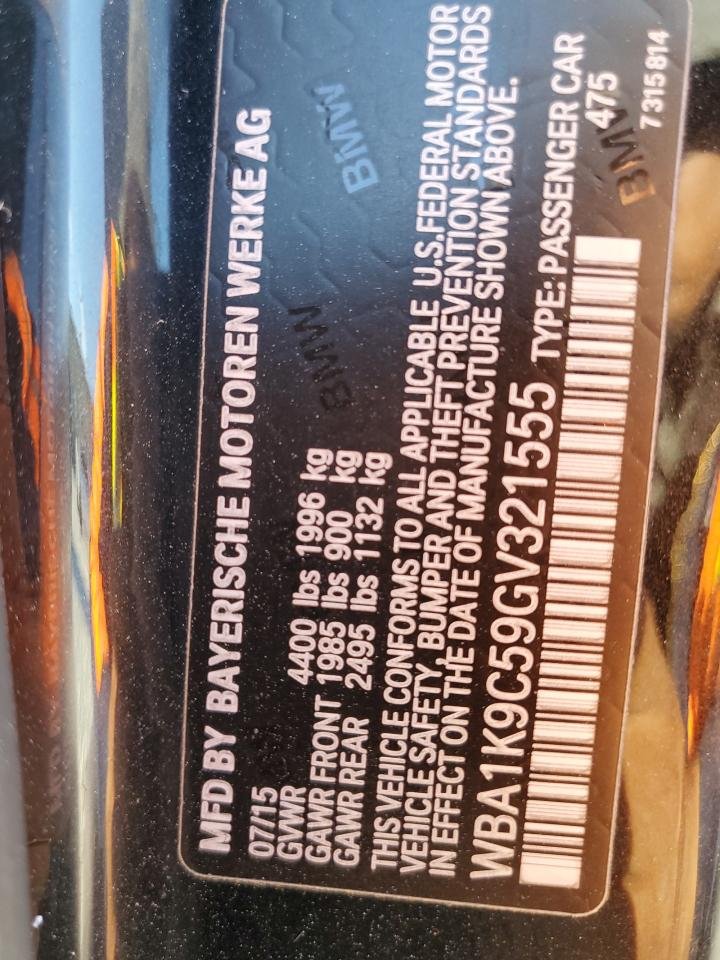 MFD BY BAYERISCHE MOTOREN WERKE AG
07/15
GVWR 4400 lbs 1996 kg
GAWR FRONT 1985 lbs 900 kg
GAWR REAR 2495 lbs 1132 kg
THIS VEHICLE CONFORMS TO ALL APPLICABLE U.S.FEDERAL MOTOR
VEHICLE SAFETY, BUMPER AND THEFT PREVENTION STANDARDS
IN EFFECT ON THE DATE OF MANUFACTURE SHOWN ABOVE.
WBA1K9C59GV321555 TYPE: PASSENGER CAR
475
7315814
BMW
BMW
BMW